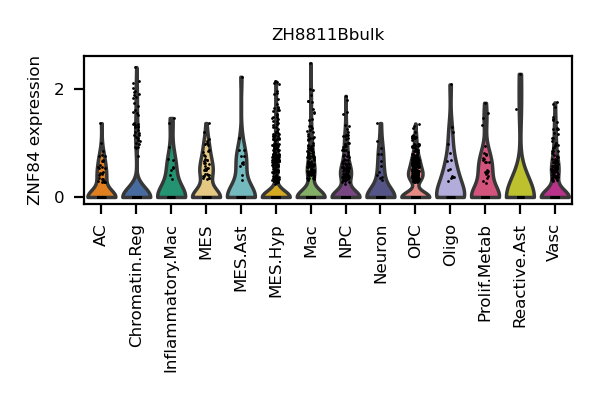 ZH8811Bbulk
ZNF84 expression
2
0
AC
Chromatin.Reg
Inflammatory.Mac
MES
MES.Ast
MES.Hyp
Mac
NPC
Neuron
OPC
Oligo
Prolif.Metab
Reactive.Ast
Vasc